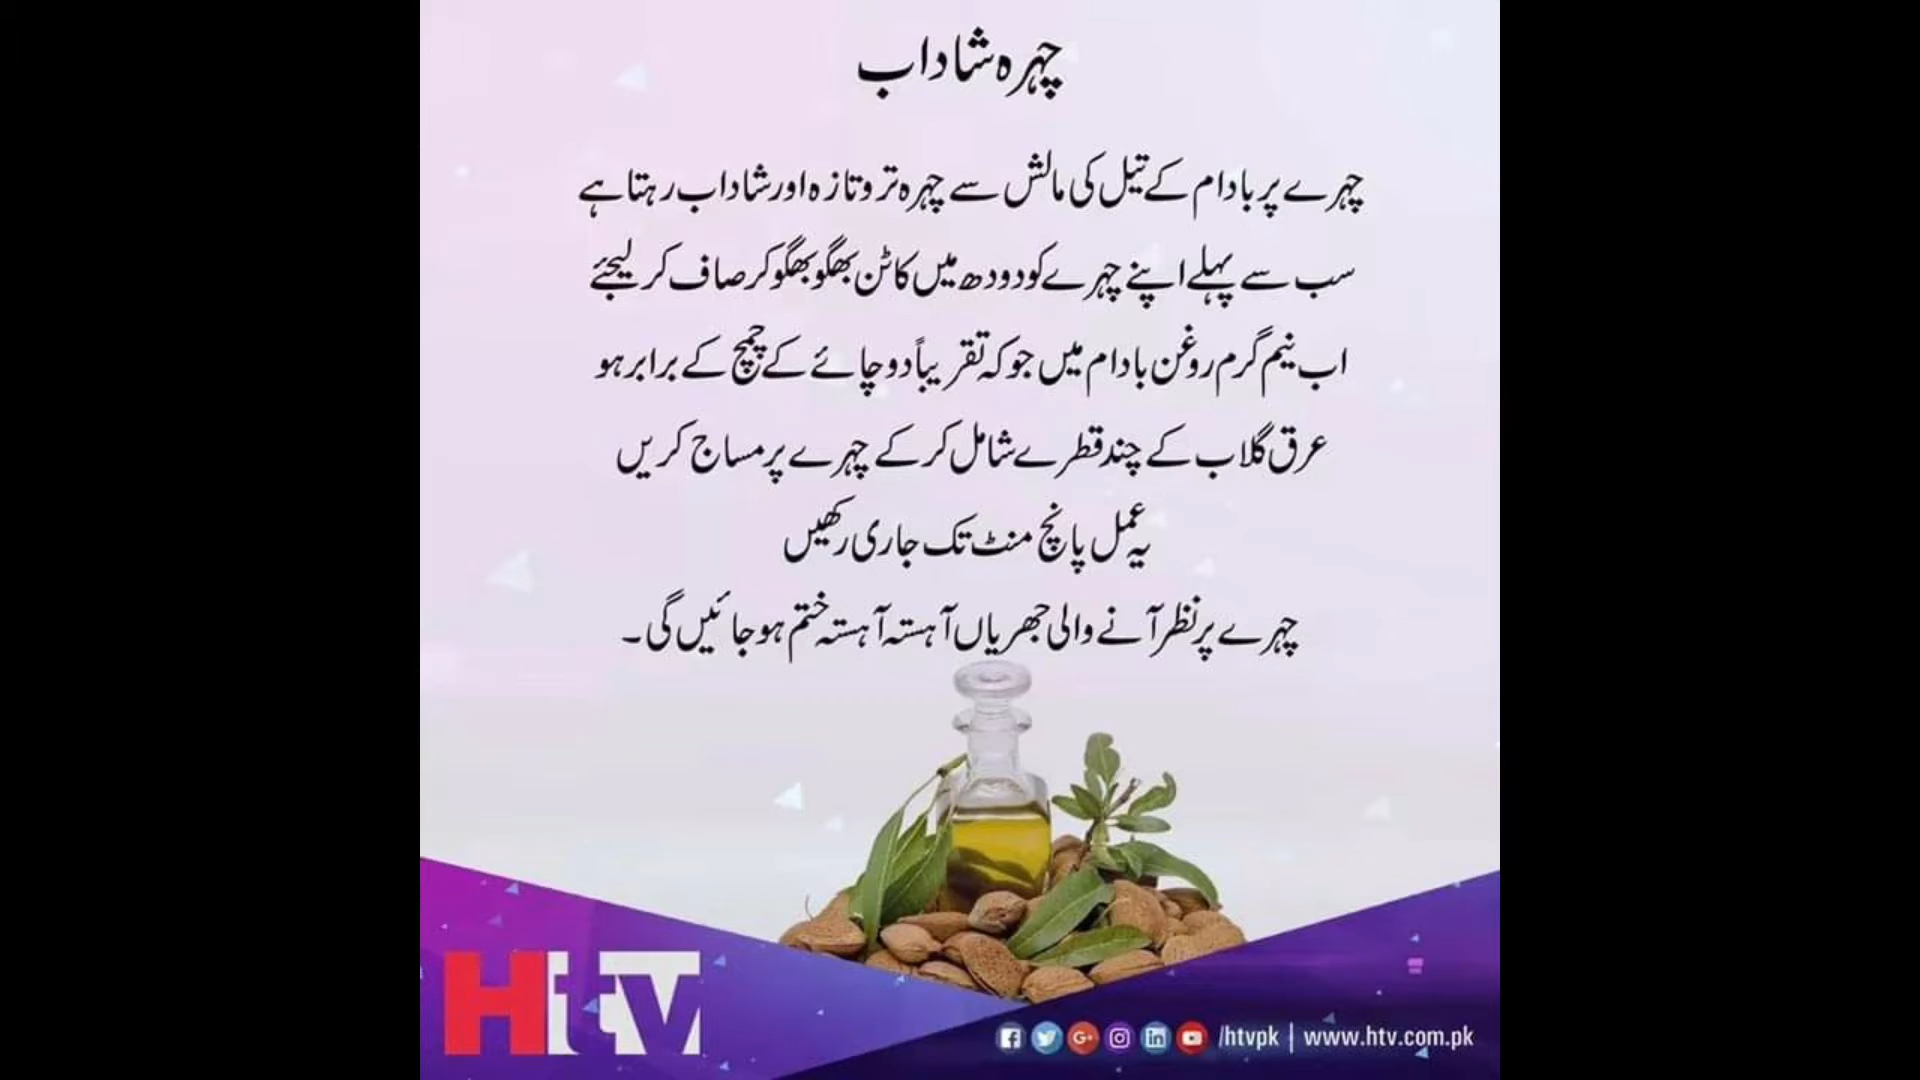 چہرہ شاداب
چہرے پر بادام کے تیل کی مالش سے چہرہ تروتازہ اور شاداب رہتا ہے
سب سے پہلے اپنے چہرے کو دودھ میں کاٹن بھگو بھگو کر صاف کر لیجئے
اب نیم گرم روغن بادام میں جو کہ تقریباً دو چائے کے چمچ کے برابر ہو
عرق گلاب کے چند قطرے شامل کر کے چہرے پر مساج کریں
یہ عمل پانچ منٹ تک جاری رکھیں
چہرے پر نظر آنے والی جھریاں آہستہ آہستہ ختم ہو جائیں گی۔
Htv
/htvpk | www.htv.com.pk